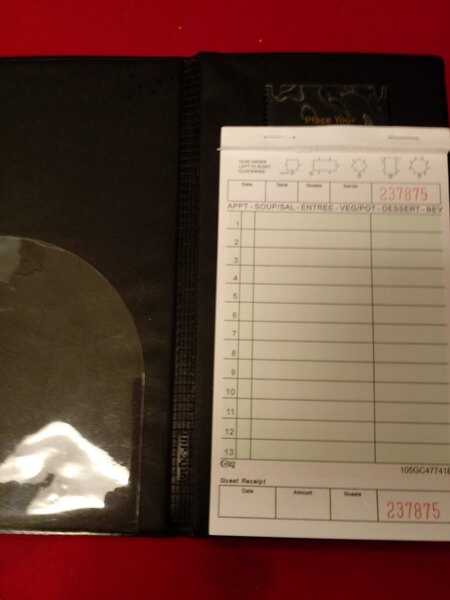 Place Your
TAKE ORDER
LEFT TO RIGHT
CLOCKWISE
Date Table Guests Server 237875
APPT - SOUP/SAL - ENTREE - VEG/POT - DESSERT - BEV
1
2
3
4
5
6
7
8
9
10
11
12
13
105GC47741
Guest Receipt
Date Amount Guests
237875